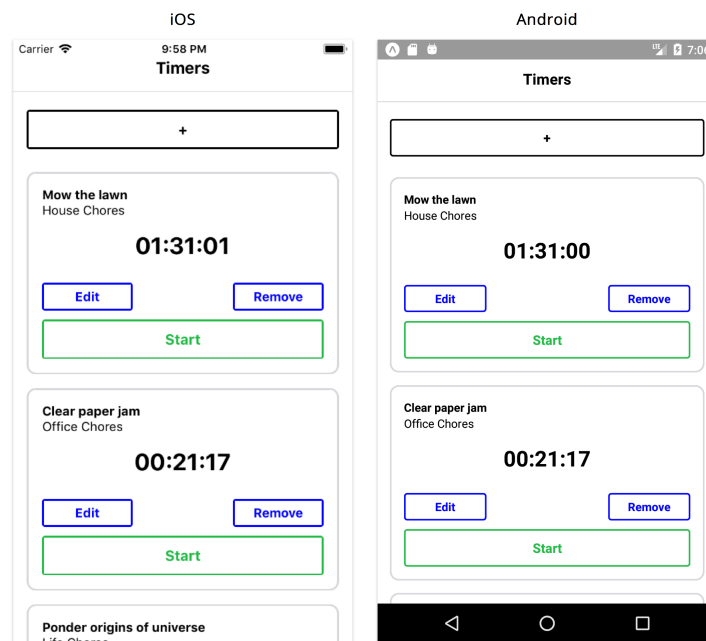 iOS
Carrier 9:58 PM
Timers
+
Mow the lawn
House Chores
01:31:01
Edit Remove
Start
Clear paper jam
Office Chores
00:21:17
Edit Remove
Start
Ponder origins of universe
Android
LTE
Timers
+
Mow the lawn
House Chores
01:31:00
Edit Remove
Start
Clear paper jam
Office Chores
00:21:17
Edit Remove
Start